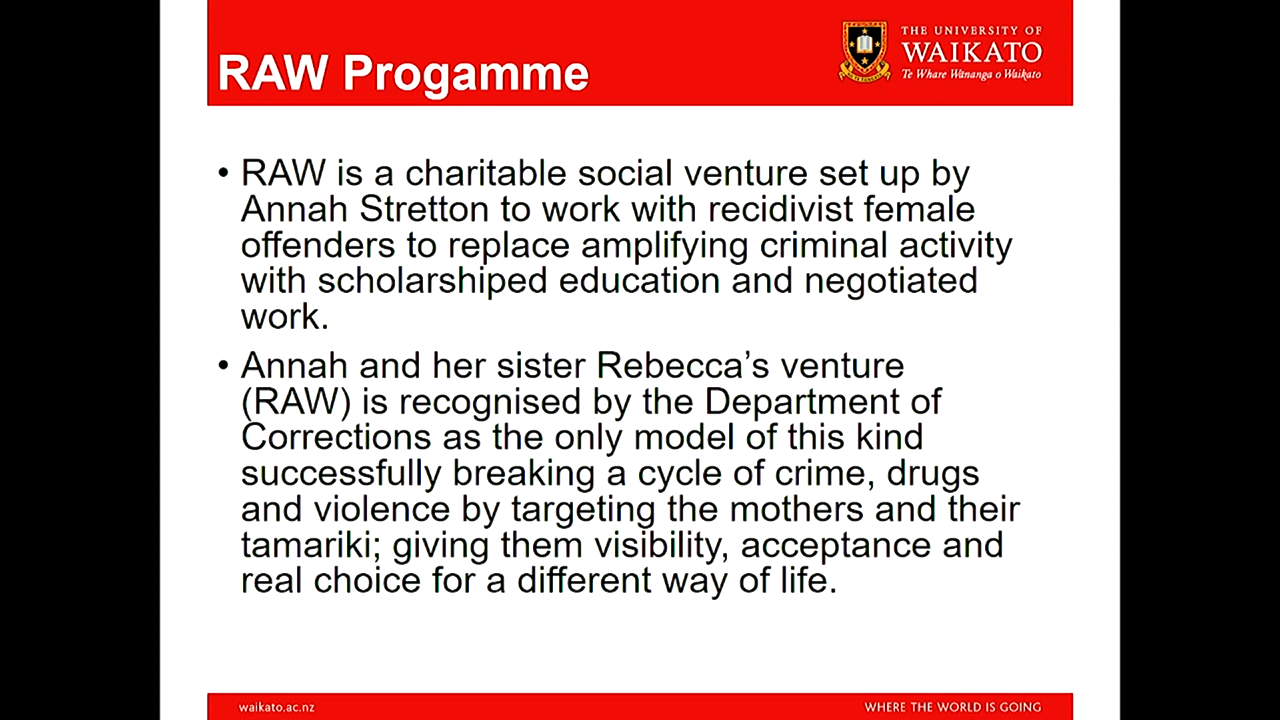 RAW Progamme
THE UNIVERSITY OF
WAIKATO
Te Whare Wānanga o Waikato
• RAW is a charitable social venture set up by
Annah Stretton to work with recidivist female
offenders to replace amplifying criminal activity
with scholarshiped education and negotiated
work.
• Annah and her sister Rebecca’s venture
(RAW) is recognised by the Department of
Corrections as the only model of this kind
successfully breaking a cycle of crime, drugs
and violence by targeting the mothers and their
tamariki; giving them visibility, acceptance and
real choice for a different way of life.
waikato.ac.nz
WHERE THE WORLD IS GOING